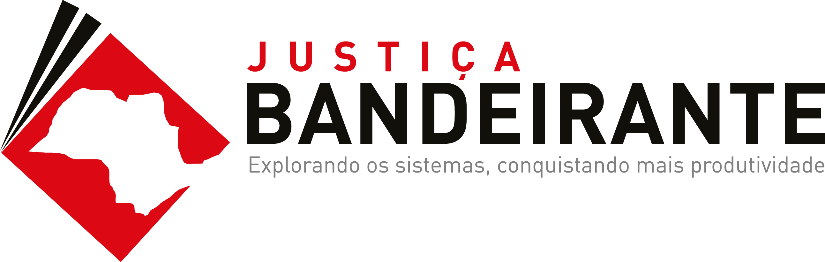 JUSTIÇA
BANDEIRANTE
Explorando os sistemas, conquistando mais produtividade